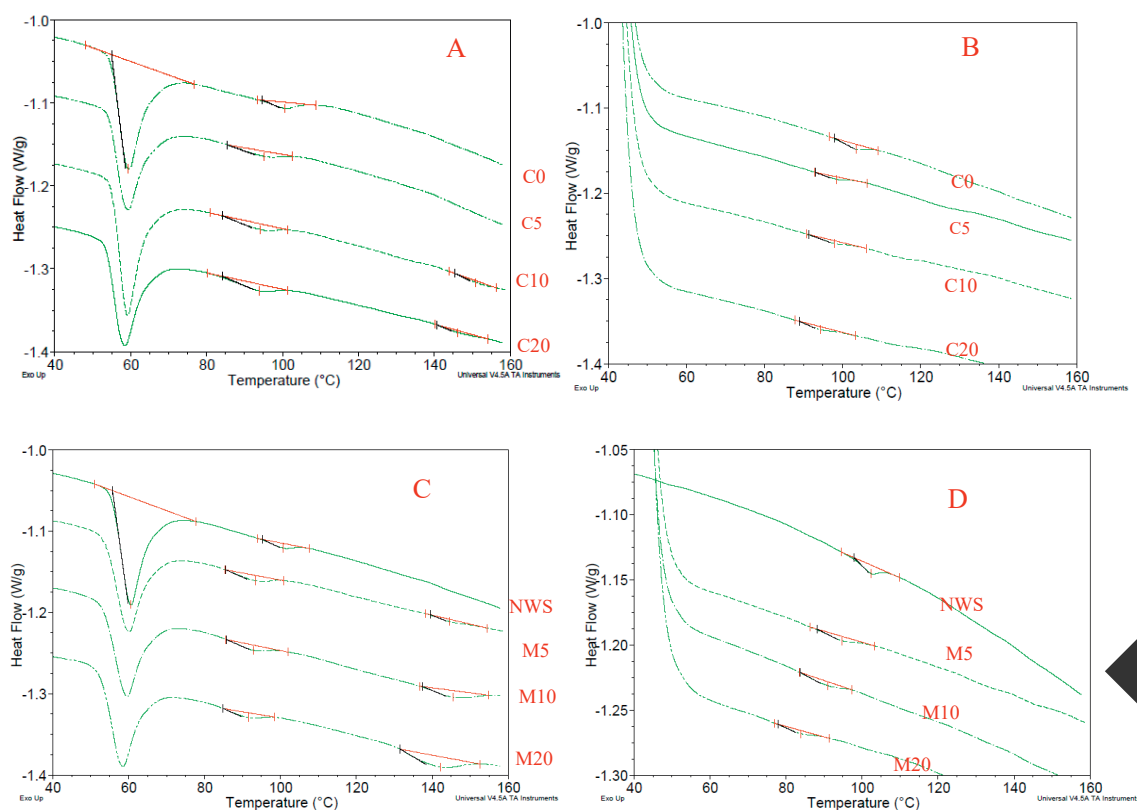 A
-1.0
-1.1
-1.2
-1.3
-1.4
Heat Flow (W/g)
C0
C5
C10
C20
40 60 80 100 120 140 160
Exo Up
Temperature (°C)
Universal V4.5A TA Instruments
B
-1.0
-1.1
-1.2
-1.3
-1.4
Heat Flow (W/g)
C0
C5
C10
C20
40 60 80 100 120 140 160
Exo Up
Temperature (°C)
Universal V4.5A TA Instruments
C
-1.0
-1.1
-1.2
-1.3
-1.4
Heat Flow (W/g)
NWS
M5
M10
M20
40 60 80 100 120 140 160
Exo Up
Temperature (°C)
Universal V4.5A TA Instruments
D
-1.05
-1.10
-1.15
-1.20
-1.25
-1.30
Heat Flow (W/g)
NWS
M5
M10
M20
40 60 80 100 120 140 160
Exo Up
Temperature (°C)
Universal V4.5A TA Instruments